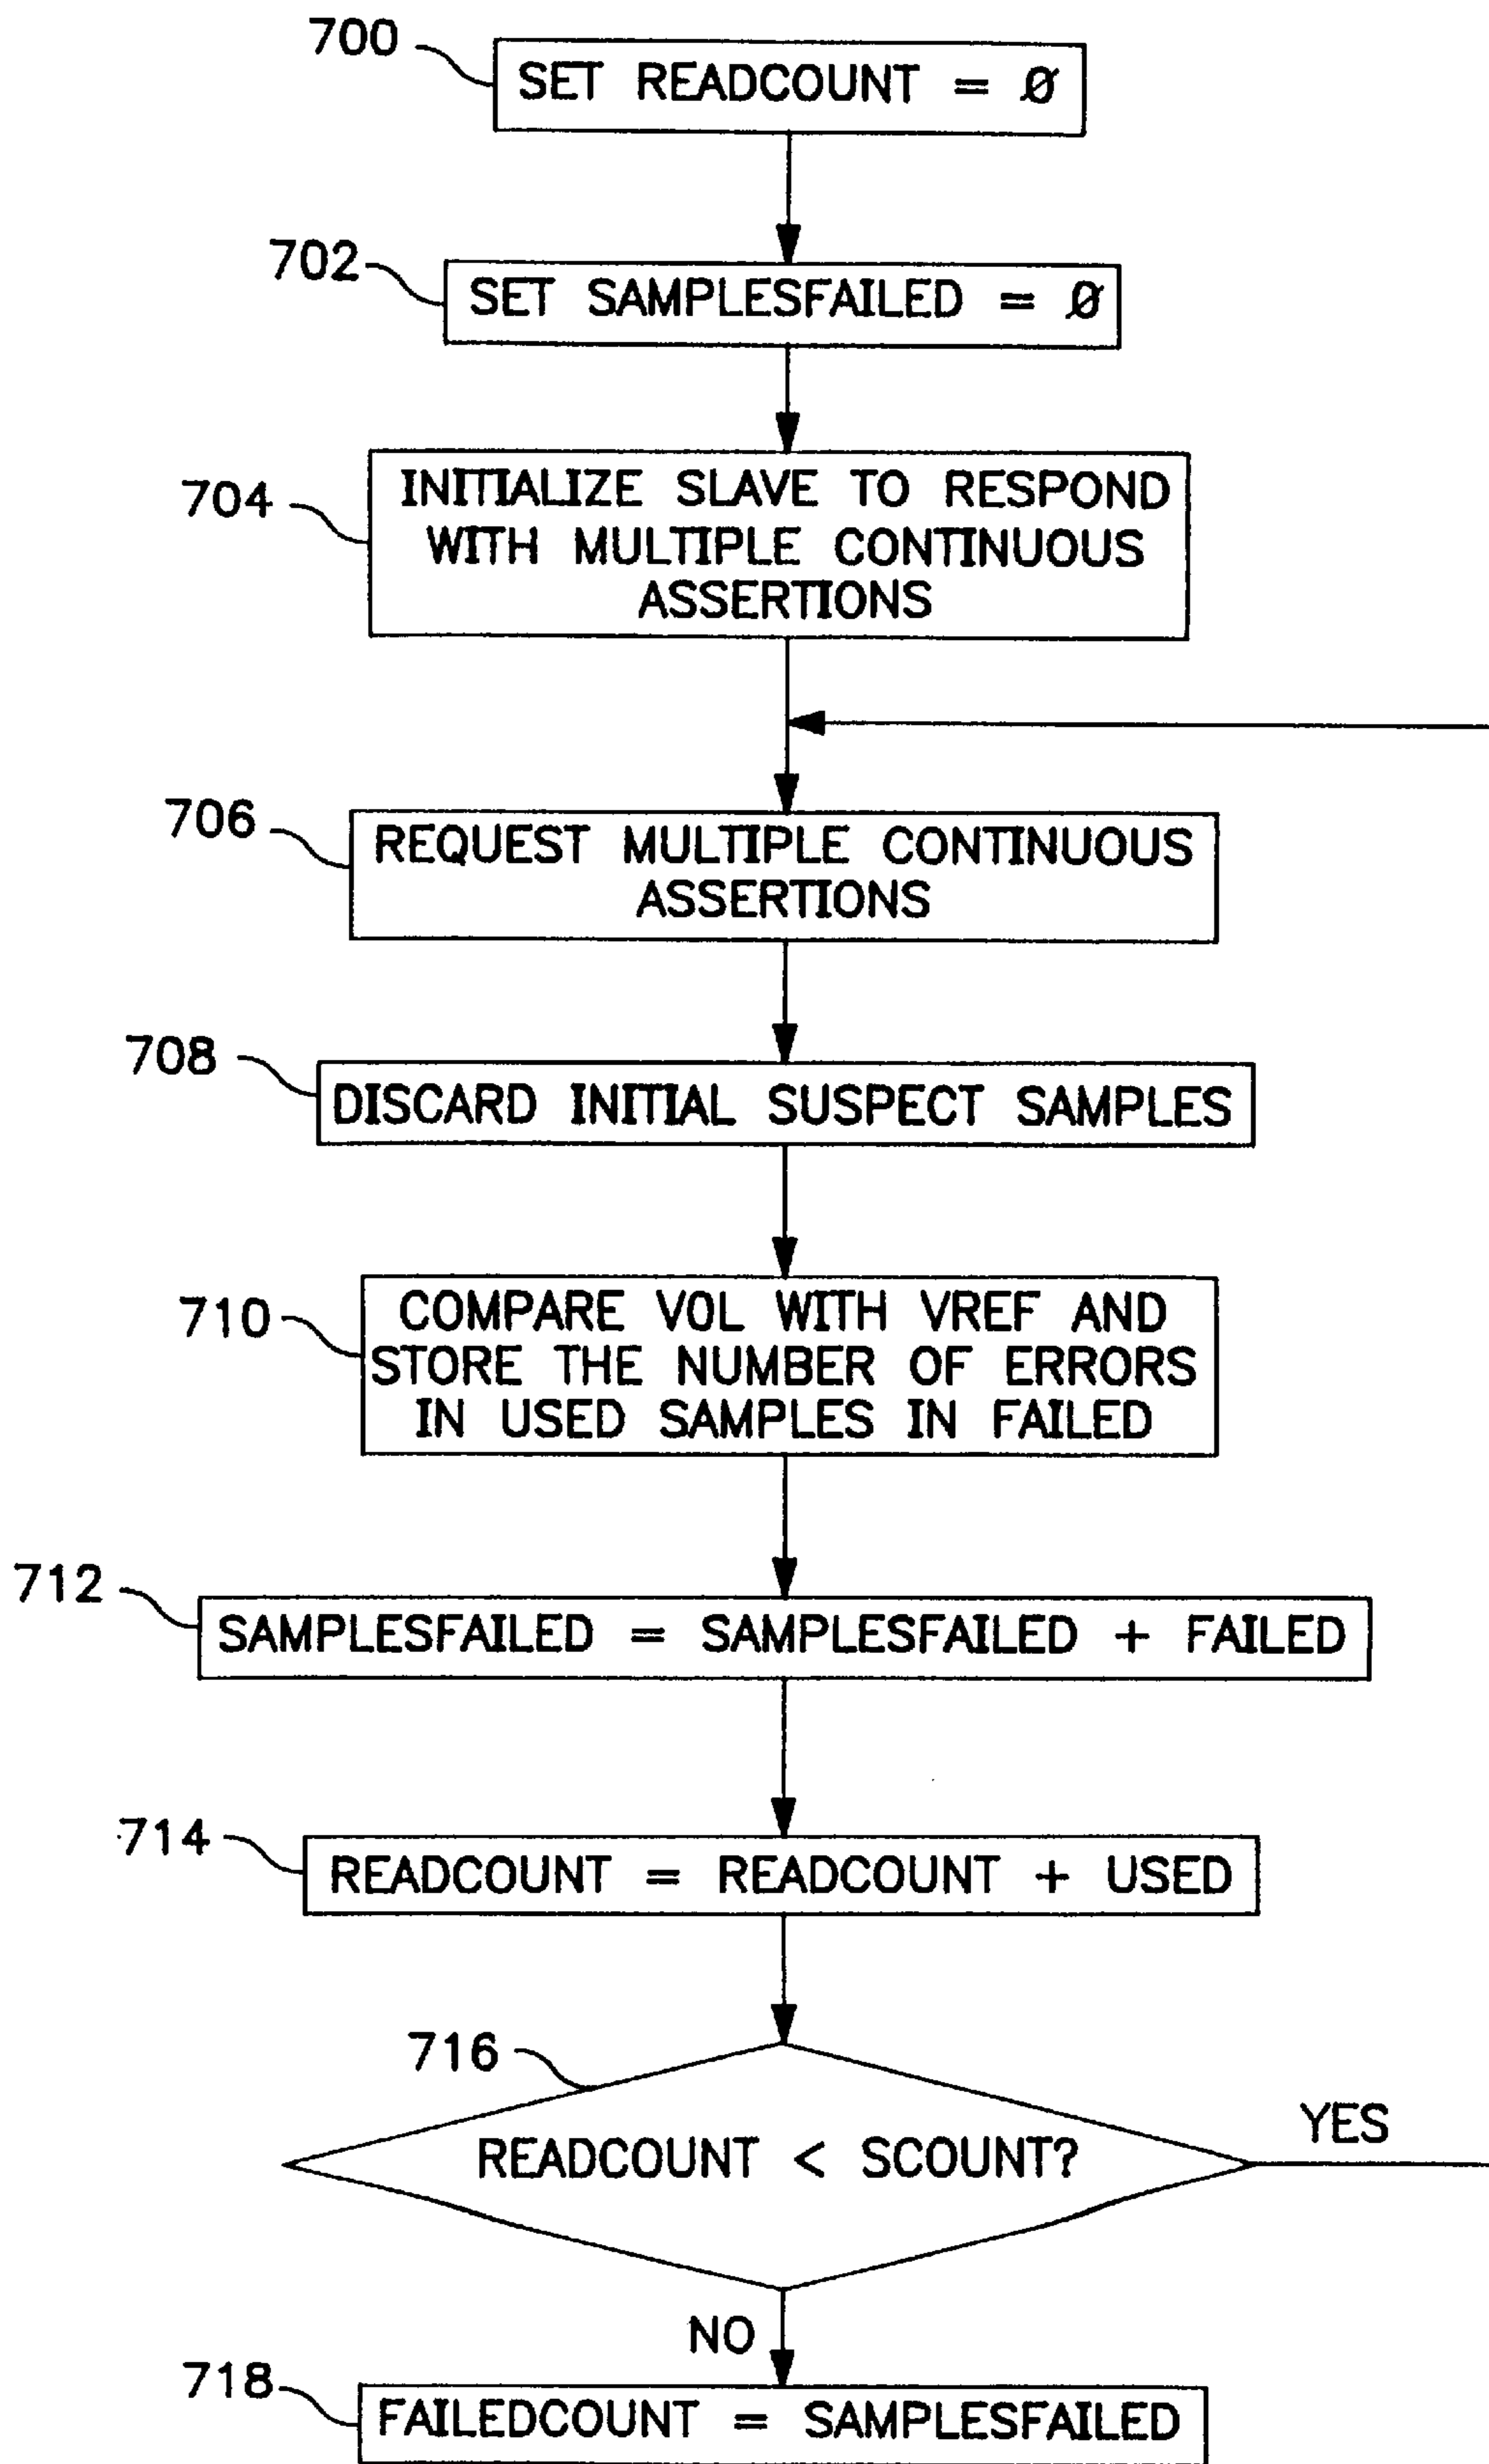 700
SET READCOUNT = Ø
702
SET SAMPLESFAILED = Ø
704
INITIALIZE SLAVE TO RESPOND
WITH MULTIPLE CONTINUOUS
ASSERTIONS
706
REQUEST MULTIPLE CONTINUOUS
ASSERTIONS
708
DISCARD INITIAL SUSPECT SAMPLES
710
COMPARE VOL WITH VREF AND
STORE THE NUMBER OF ERRORS
IN USED SAMPLES IN FAILED
712
SAMPLESFAILED = SAMPLESFAILED + FAILED
714
READCOUNT = READCOUNT + USED
716
READCOUNT < SCOUNT?
YES
NO
718
FAILEDCOUNT = SAMPLESFAILED